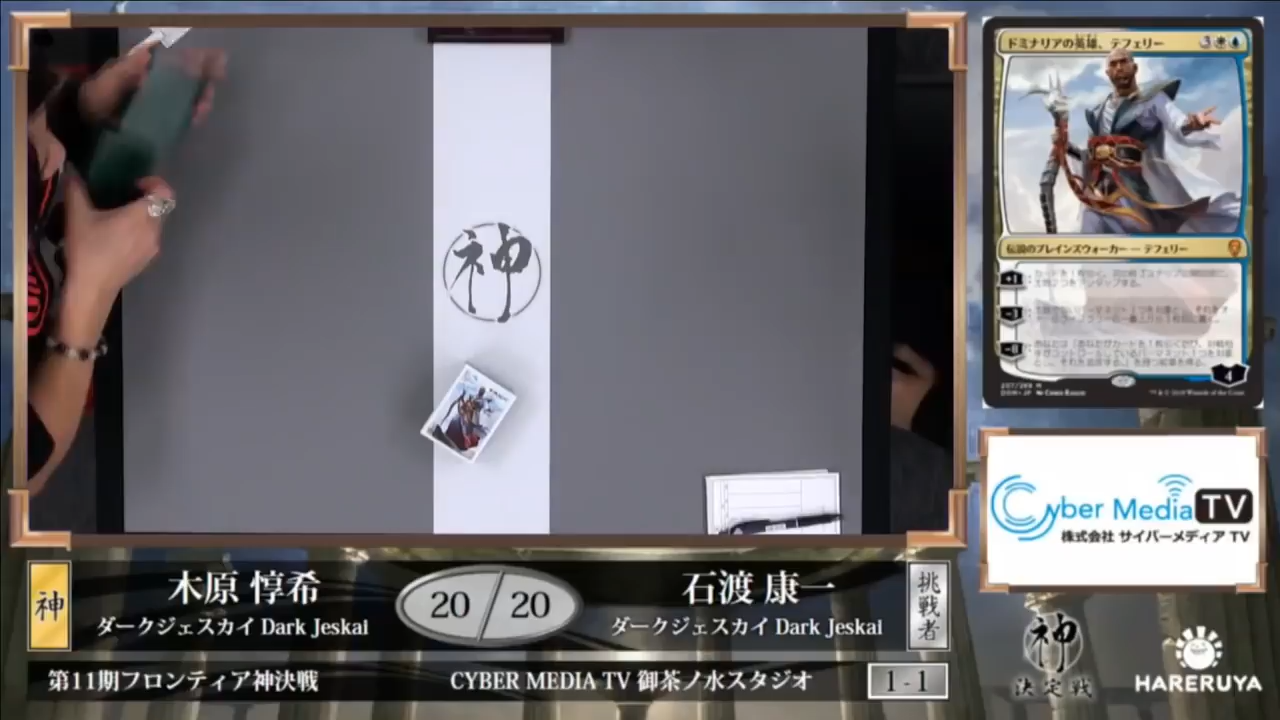 神
ドミナリアの英雄、テフェリー
3
伝説のプレインズウォーカー ― テフェリー
+1
-3
-8
4
Cyber Media TV
株式会社 サイバーメディア TV
神
木原 惇希
ダークジェスカイ Dark Jeskai
20 / 20
石渡 康一
ダークジェスカイ Dark Jeskai
挑戦者
第11期フロンティア神決戦
CYBER MEDIA TV 御茶ノ水スタジオ
1 - 1
神
決定戦
HARERUYA